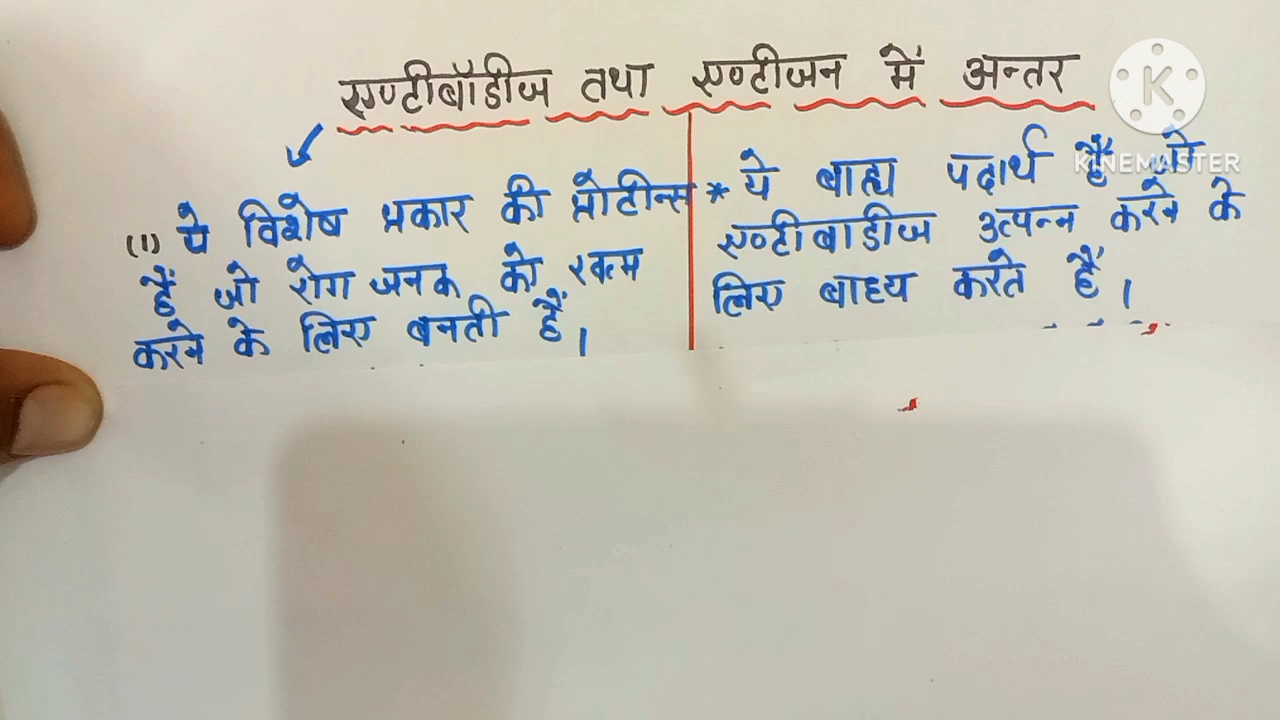 एण्टीबॉडीज तथा एण्टीजन में अन्तर
(1) ये विशेष प्रकार की प्रोटीन्स
हैं जो रोग जनक को खत्म
करने के लिए बनती हैं।
* ये बाह्य पदार्थ हैं जो
एण्टीबाडीज उत्पन्न करने के
लिए बाध्य करते हैं।
K
KINEMASTER